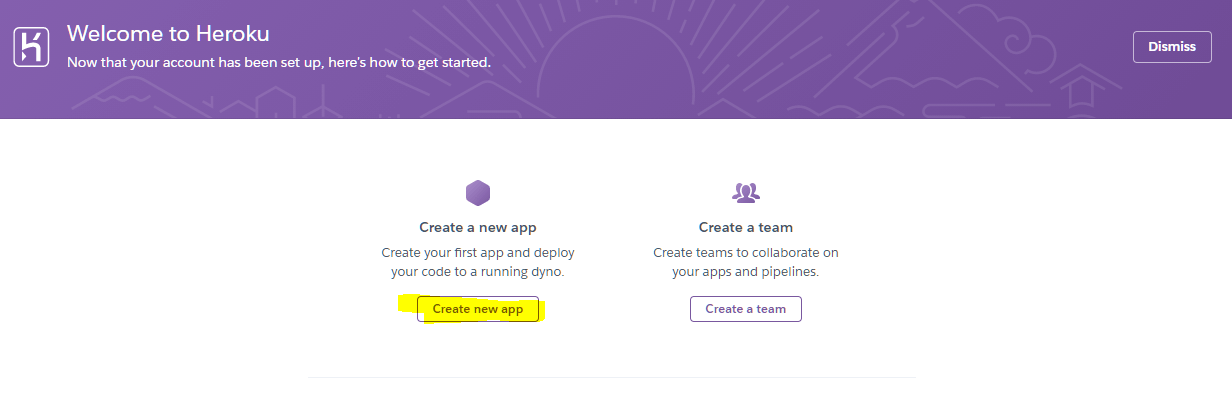 Welcome to Heroku
Now that your account has been set up, here's how to get started.
Dismiss
Create a new app
Create your first app and deploy
your code to a running dyno.
Create new app
Create a team
Create teams to collaborate on
your apps and pipelines.
Create a team